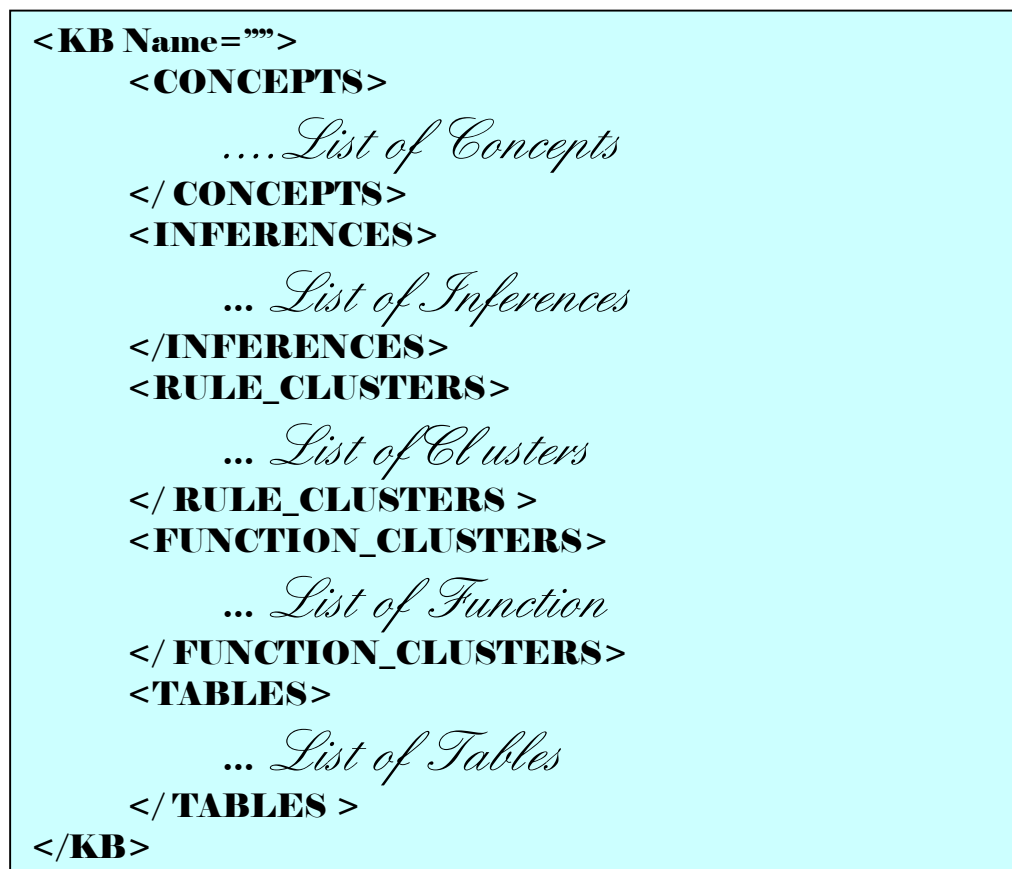 <KB Name="”>
<CONCEPTS>
....List of Concepts
</ CONCEPTS>
<INFERENCES>
... List of Inferences
</INFERENCES>
<RULE_CLUSTERS>
... List of Cl usters
</ RULE_CLUSTERS >
<FUNCTION_CLUSTERS>
... List of Function
</ FUNCTION_CLUSTERS>
<TABLES>
... List of Tables
</ TABLES >
</KB>